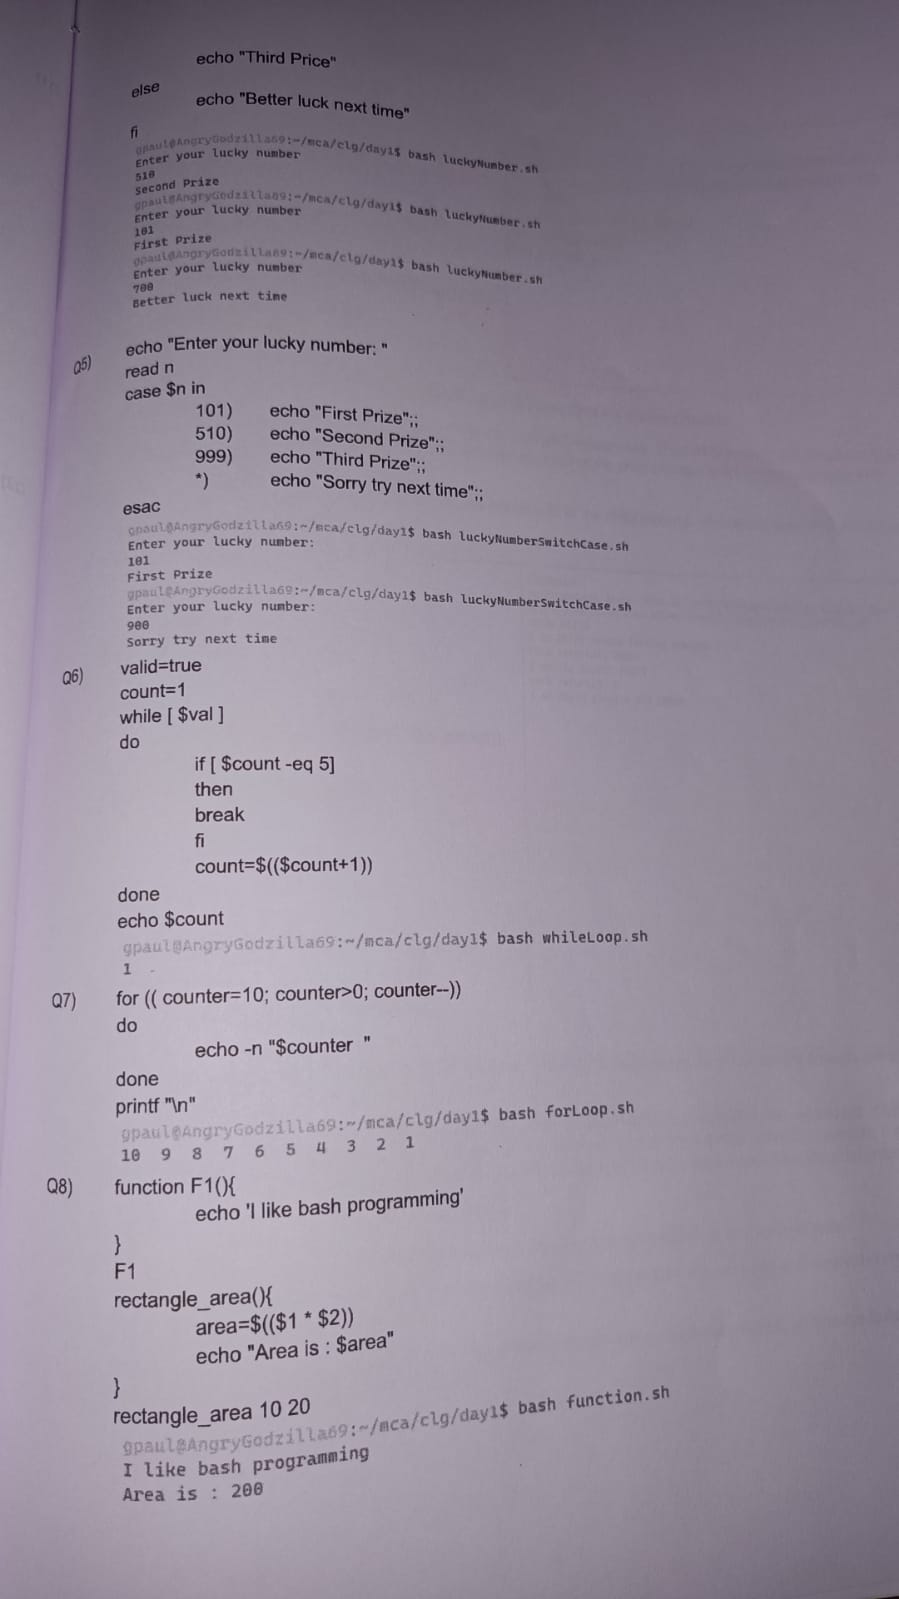 echo "Third Price"
else
echo "Better luck next time"
fi
gpaul@AngryGodzilla69:~/mca/clg/day1$ bash luckyNumber.sh
Enter your lucky number
510
Second Prize
gpaul@AngryGodzilla69:~/mca/clg/day1$ bash luckyNumber.sh
Enter your lucky number
101
First Prize
gpaul@AngryGodzilla69:~/mca/clg/day1$ bash luckyNumber.sh
Enter your lucky number
700
Better luck next time
Q5) echo "Enter your lucky number: "
read n
case $n in
101) echo "First Prize";;
510) echo "Second Prize";;
999) echo "Third Prize";;
*) echo "Sorry try next time";;
esac
gpaul@AngryGodzilla69:~/mca/clg/day1$ bash luckyNumberSwitchCase.sh
Enter your lucky number:
101
First Prize
gpaul@AngryGodzilla69:~/mca/clg/day1$ bash luckyNumberSwitchCase.sh
Enter your lucky number:
900
Sorry try next time
Q6) valid=true
count=1
while [ $val ]
do
if [ $count -eq 5]
then
break
fi
count=$(($count+1))
done
echo $count
gpaul@AngryGodzilla69:~/mca/clg/day1$ bash whileLoop.sh
1
Q7) for (( counter=10; counter>0; counter--))
do
echo -n "$counter "
done
printf "\n"
gpaul@AngryGodzilla69:~/mca/clg/day1$ bash forLoop.sh
10 9 8 7 6 5 4 3 2 1
Q8) function F1(){
echo 'I like bash programming'
}
F1
rectangle_area(){
area=$(($1 * $2))
echo "Area is : $area"
}
rectangle_area 10 20
gpaul@AngryGodzilla69:~/mca/clg/day1$ bash function.sh
I like bash programming
Area is : 200